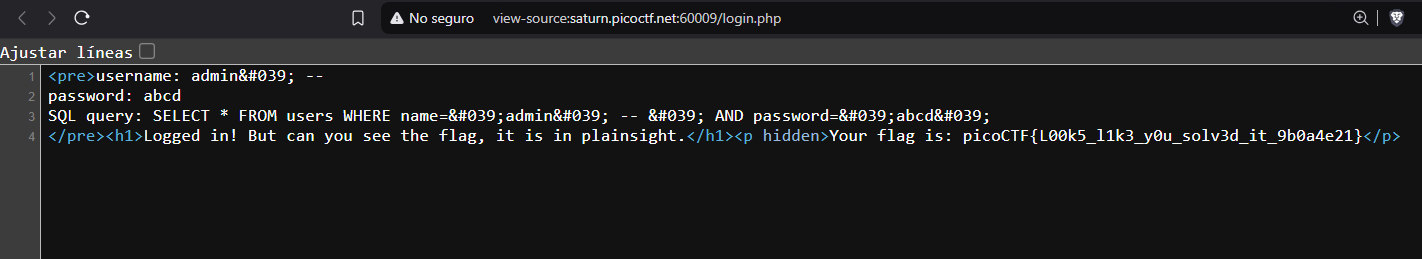 No seguro view-source:saturn.picoctf.net:60009/login.php
Ajustar líneas
1 <pre>username: admin&#039; --
2 password: abcd
3 SQL query: SELECT * FROM users WHERE name=&#039;admin&#039; -- &#039; AND password=&#039;abcd&#039;
4 </pre><h1>Logged in! But can you see the flag, it is in plainsight.</h1><p hidden>Your flag is: picoCTF{L00k5_l1k3_y0u_solv3d_it_9b0a4e21}</p>